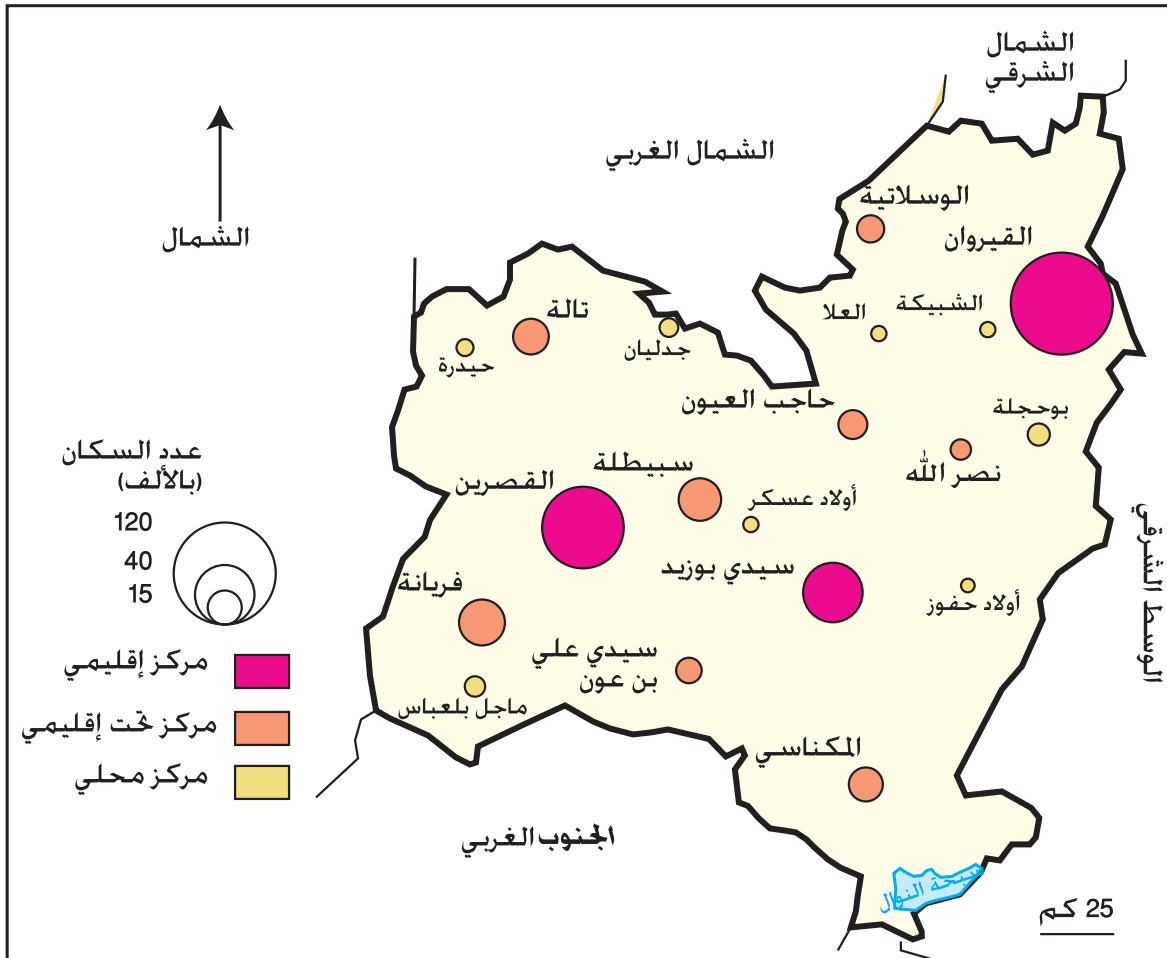 الشمال
الشرقي
الشمال الغربي
الشمال
الوسلاتية
القيروان
الشبيكة
العلا
تالة
جدليان
حيدرة
حاجب العيون
بوحجلة
نصر الله
سبيطلة
القصرين
أولاد عسكر
سيدي بوزيد
أولاد حفوز
فريانة
سيدي علي
بن عون
ماجل بلعباس
المكناسي
الوسط الشرقي
الجنوب الغربي
سبخة النوال
25 كم
عدد السكان
(بالألف)
120
40
15
مركز إقليمي
مركز تحت إقليمي
مركز محلي